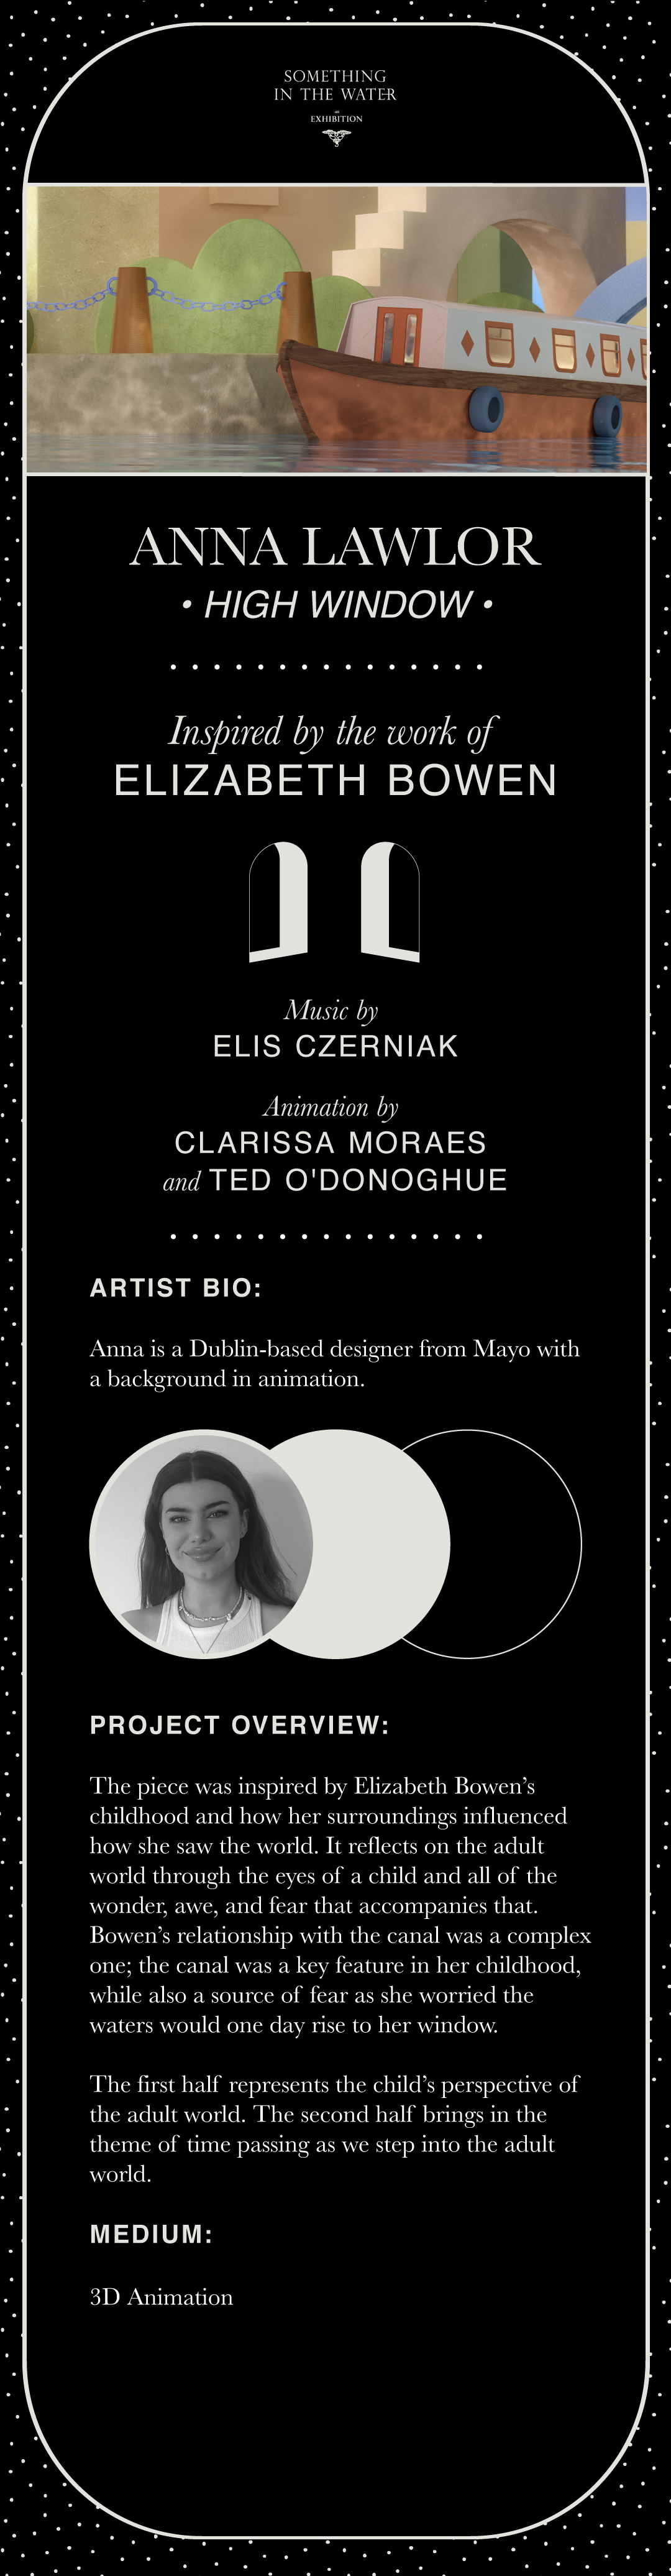 SOMETHING
IN THE WATER
an
EXHIBITION
ANNA LAWLOR
• HIGH WINDOW •
Inspired by the work of
ELIZABETH BOWEN
Music by
ELIS CZERNIAK
Animation by
CLARISSA MORAES
and TED O'DONOGHUE
ARTIST BIO:
Anna is a Dublin-based designer from Mayo with
a background in animation.
PROJECT OVERVIEW:
The piece was inspired by Elizabeth Bowen’s
childhood and how her surroundings influenced
how she saw the world. It reflects on the adult
world through the eyes of a child and all of the
wonder, awe, and fear that accompanies that.
Bowen’s relationship with the canal was a complex
one; the canal was a key feature in her childhood,
while also a source of fear as she worried the
waters would one day rise to her window.
The first half represents the child’s perspective of
the adult world. The second half brings in the
theme of time passing as we step into the adult
world.
MEDIUM:
3D Animation